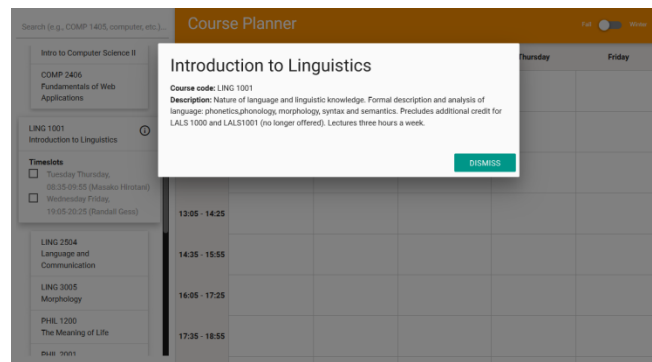 Search (e.g., COMP 1405, computer, etc.)...
Course Planner
Fall
Winter
Intro to Computer Science II
COMP 2406
Fundamentals of Web
Applications
LING 1001
Introduction to Linguistics
Timeslots
Tuesday Thursday,
08:35-09:55 (Masako Hirotani)
Wednesday Friday,
19:05-20:25 (Randall Gess)
LING 2504
Language and
Communication
LING 3005
Morphology
PHIL 1200
The Meaning of Life
PHIL 2001
Thursday
Friday
Introduction to Linguistics
Course code: LING 1001
Description: Nature of language and linguistic knowledge. Formal description and analysis of
language: phonetics,phonology, morphology, syntax and semantics. Precludes additional credit for
LALS 1000 and LALS1001 (no longer offered). Lectures three hours a week.
DISMISS
13:05 - 14:25
14:35 - 15:55
16:05 - 17:25
17:35 - 18:55